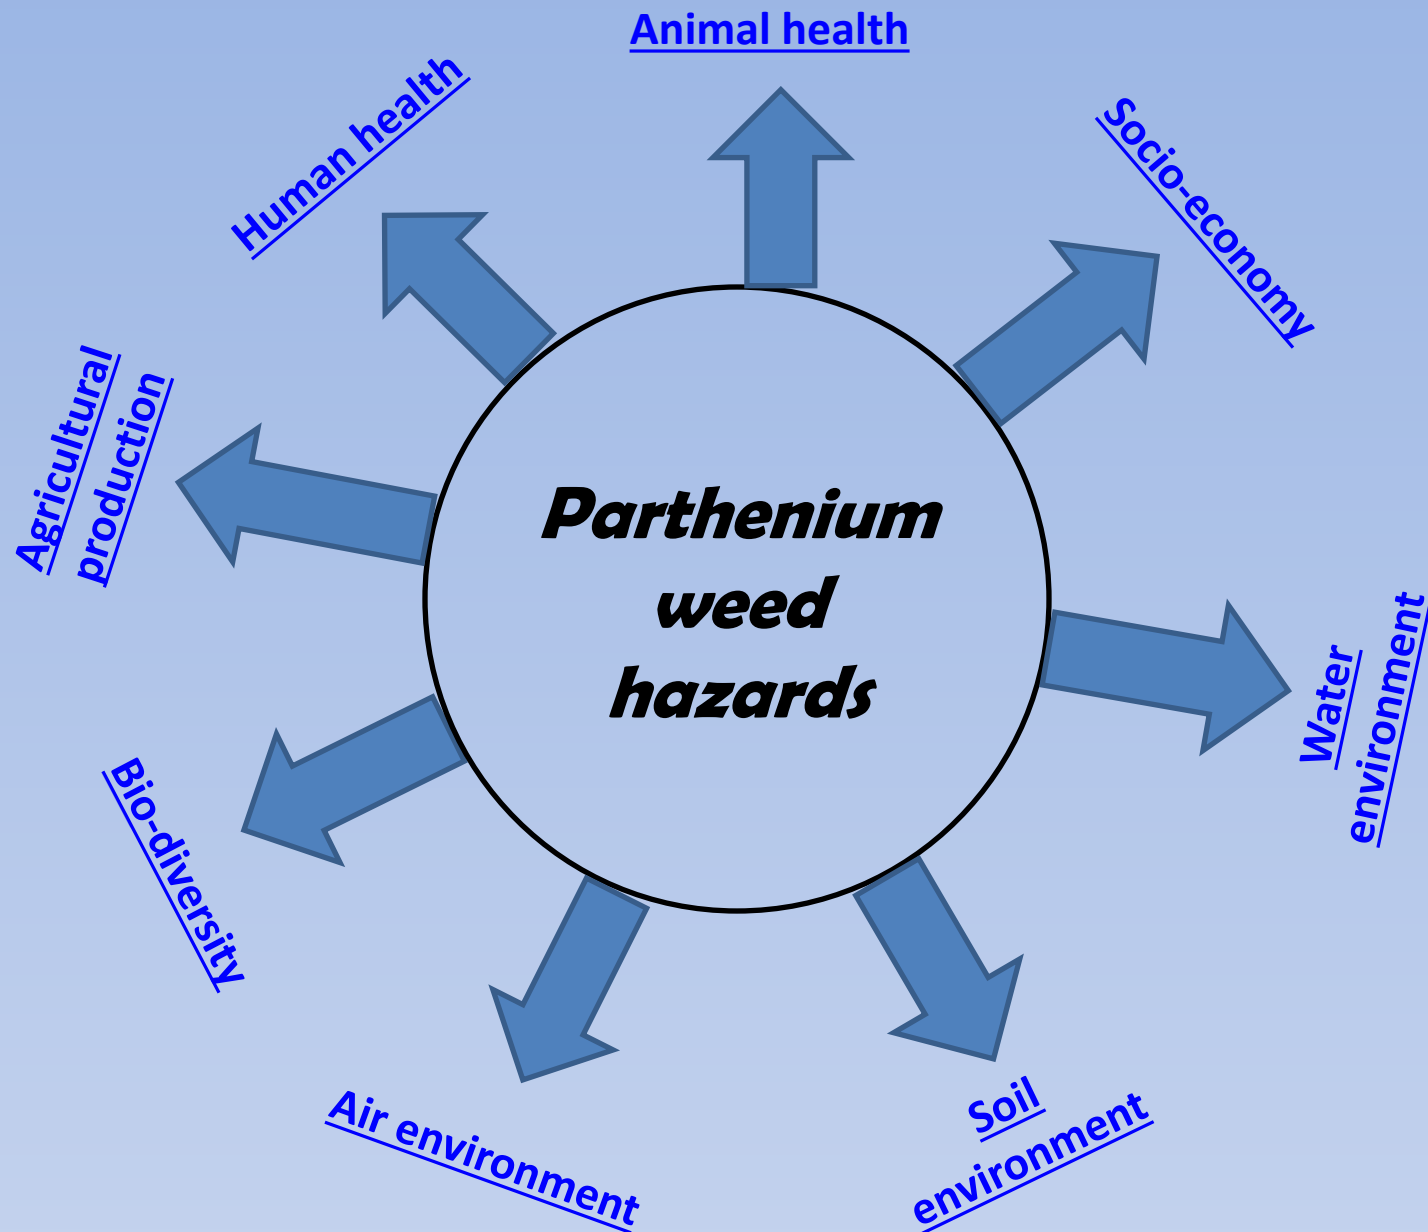 Animal health
Human health
Socio-economy
Agricultural
production
Parthenium
weed
hazards
Water
environment
Bio-diversity
Air environment
Soil
environment